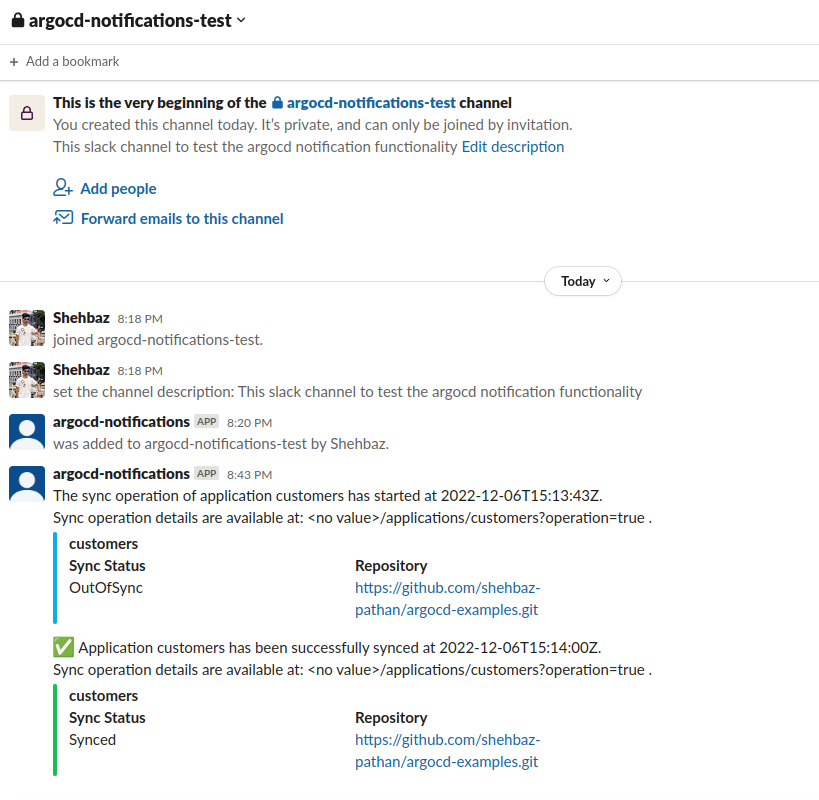 argocd-notifications-test
+ Add a bookmark
This is the very beginning of the argocd-notifications-test channel
You created this channel today. It's private, and can only be joined by invitation.
This slack channel to test the argocd notification functionality Edit description
Add people
Forward emails to this channel
Today
Shehbaz 8:18 PM
joined argocd-notifications-test.
Shehbaz 8:18 PM
set the channel description: This slack channel to test the argocd notification functionality
argocd-notifications APP 8:20 PM
was added to argocd-notifications-test by Shehbaz.
argocd-notifications APP 8:43 PM
The sync operation of application customers has started at 2022-12-06T15:13:43Z.
Sync operation details are available at: <no value>/applications/customers?operation=true .
customers
Sync Status Repository
OutOfSync https://github.com/shehbaz-
pathan/argocd-examples.git
✅ Application customers has been successfully synced at 2022-12-06T15:14:00Z.
Sync operation details are available at: <no value>/applications/customers?operation=true .
customers
Sync Status Repository
Synced https://github.com/shehbaz-
pathan/argocd-examples.git